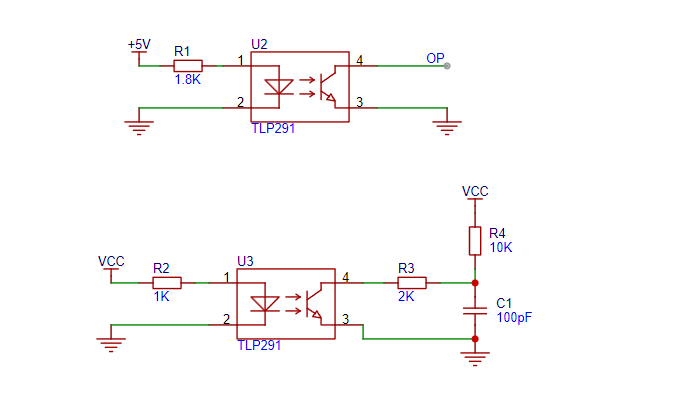 +5V
R1
1.8K
1
2
U2
4
3
TLP291
OP
VCC
R4
10K
VCC
R2
1K
1
2
U3
4
3
TLP291
R3
2K
C1
100pF